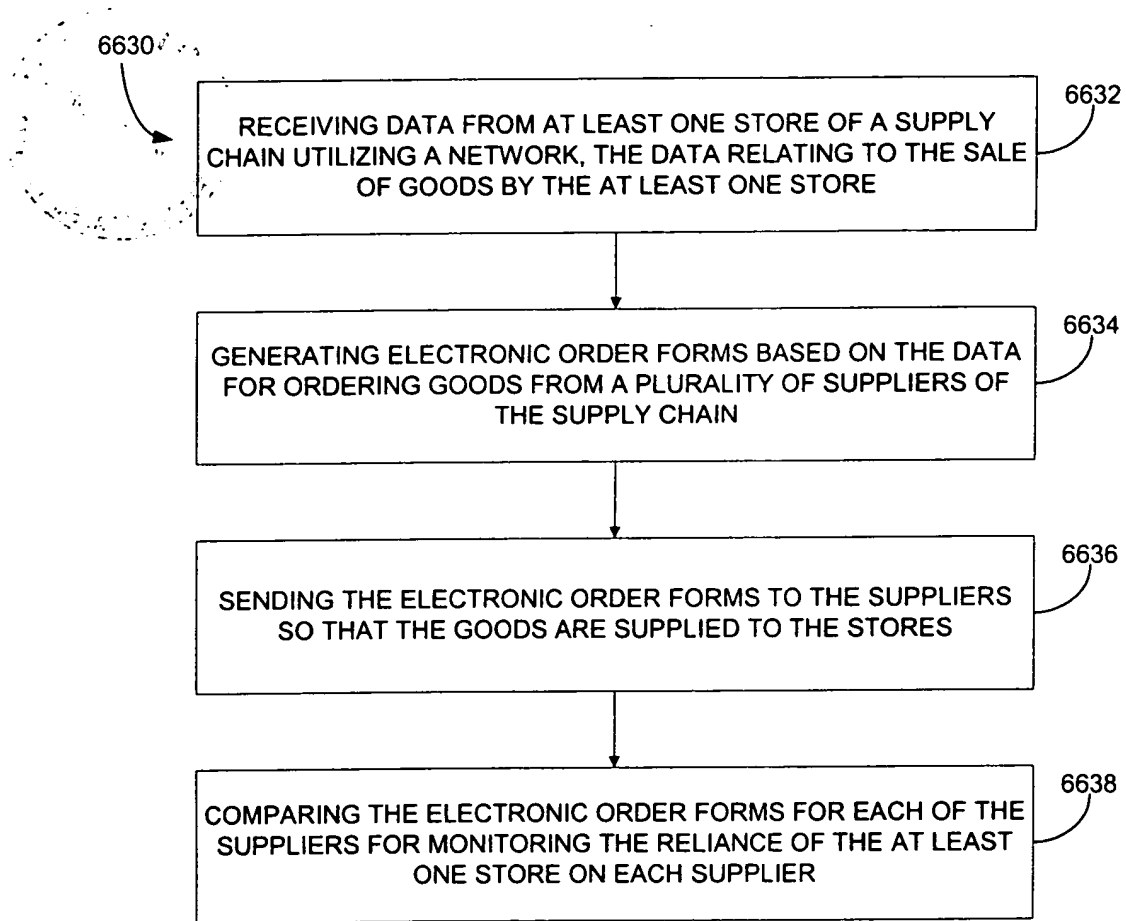 6630
6632
RECEIVING DATA FROM AT LEAST ONE STORE OF A SUPPLY
CHAIN UTILIZING A NETWORK, THE DATA RELATING TO THE SALE
OF GOODS BY THE AT LEAST ONE STORE
6634
GENERATING ELECTRONIC ORDER FORMS BASED ON THE DATA
FOR ORDERING GOODS FROM A PLURALITY OF SUPPLIERS OF
THE SUPPLY CHAIN
6636
SENDING THE ELECTRONIC ORDER FORMS TO THE SUPPLIERS
SO THAT THE GOODS ARE SUPPLIED TO THE STORES
6638
COMPARING THE ELECTRONIC ORDER FORMS FOR EACH OF THE
SUPPLIERS FOR MONITORING THE RELIANCE OF THE AT LEAST
ONE STORE ON EACH SUPPLIER